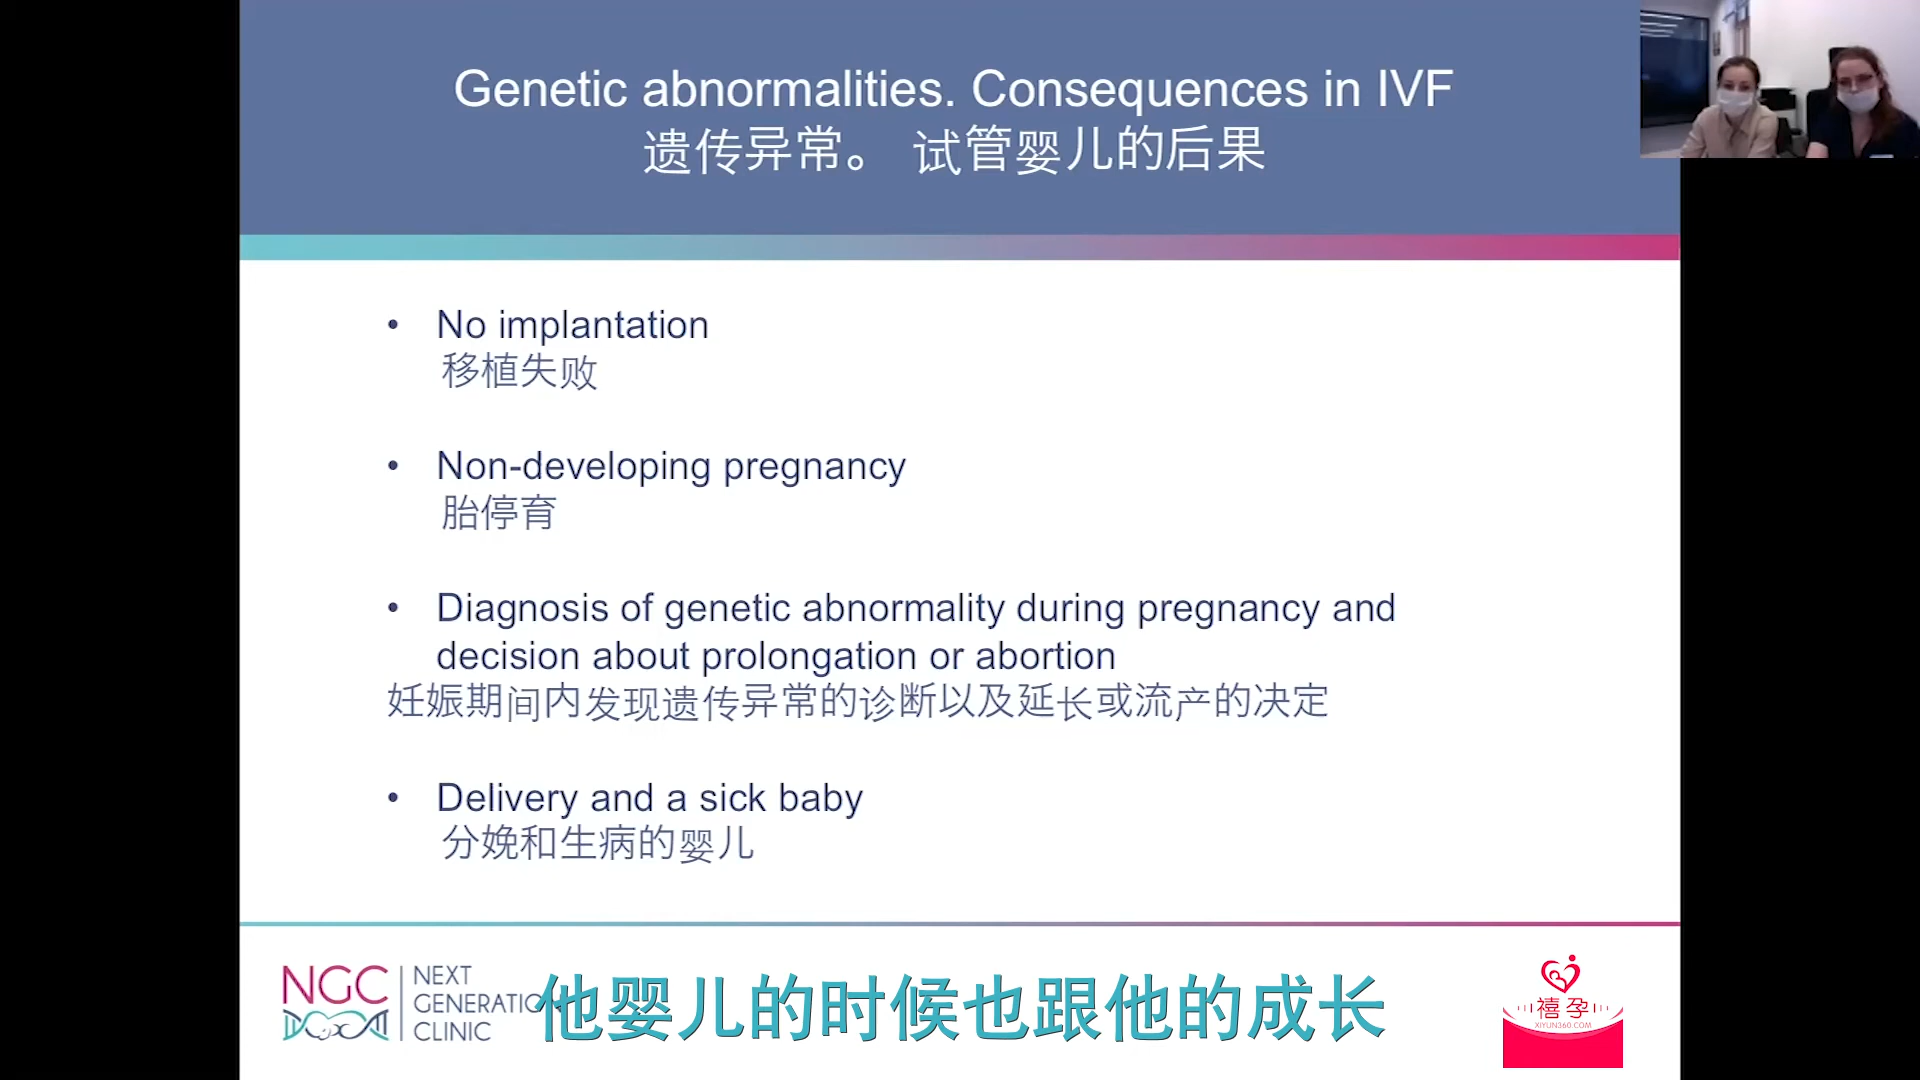 Genetic abnormalities. Consequences in IVF
遗传异常。 试管婴儿的后果
• No implantation
移植失败
• Non-developing pregnancy
胎停育
• Diagnosis of genetic abnormality during pregnancy and
decision about prolongation or abortion
妊娠期间内发现遗传异常的诊断以及延长或流产的决定
• Delivery and a sick baby
分娩和生病的婴儿
NGC
NEXT
GENERATION
CLINIC
他婴儿的时候也跟他的成长
禧孕
XIYUN360.COM